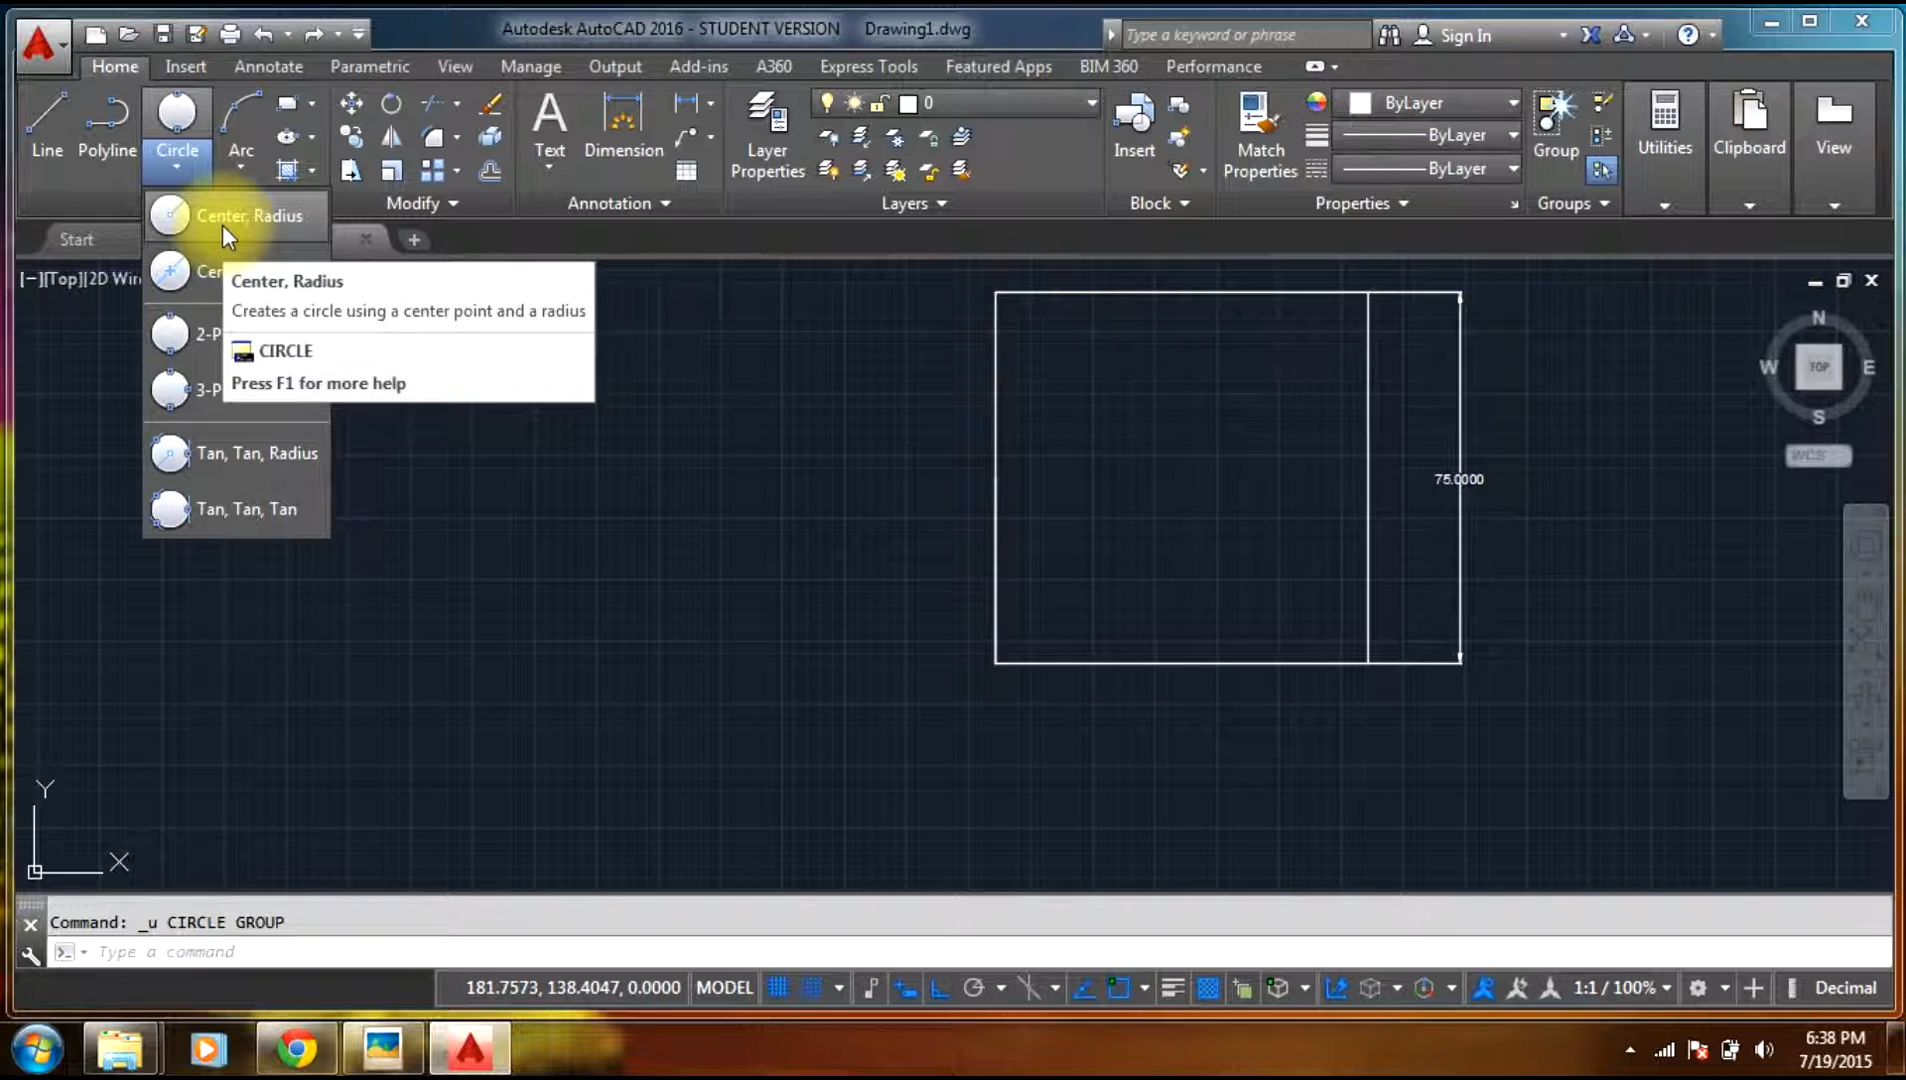 Autodesk AutoCAD 2016 - STUDENT VERSION Drawing1.dwg
Type a keyword or phrase
Sign In
Home Insert Annotate Parametric View Manage Output Add-ins A360 Express Tools Featured Apps BIM 360 Performance
Line Polyline Circle Arc
Text Dimension
Layer Properties
0
Insert
Match Properties
ByLayer
ByLayer
ByLayer
Group
Utilities Clipboard View
Modify Annotation Layers Block Properties Groups
Start
[−][Top][2D Wir
Center, Radius
Cen
2-P
3-P
Tan, Tan, Radius
Tan, Tan, Tan
Center, Radius
Creates a circle using a center point and a radius
CIRCLE
Press F1 for more help
75.0000
N
W TOP E
S
WCS
Y
X
Command: _u CIRCLE GROUP
Type a command
181.7573, 138.4047, 0.0000 MODEL 1:1 / 100% Decimal
6:38 PM
7/19/2015